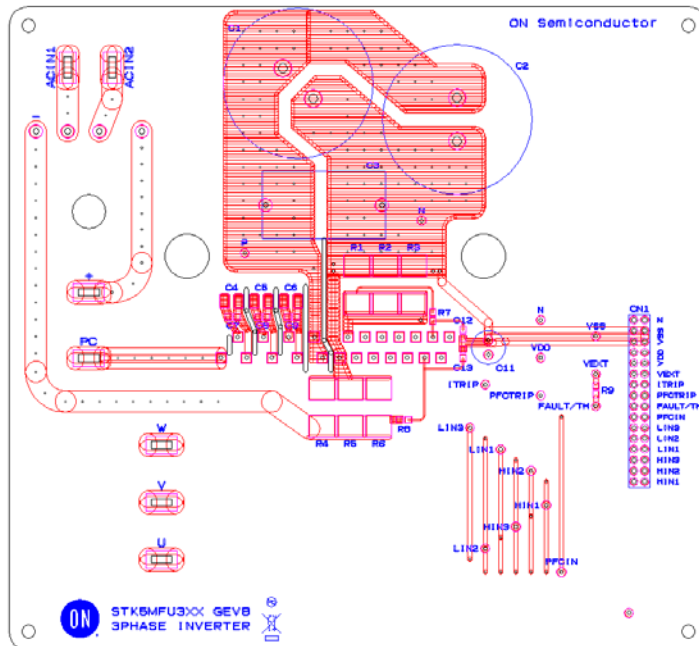 ON Semiconductor
U1
C2
ACIN1
ACIN2
-
C3
N
P
R1 R2 R3
+
C4 C5 C6
R7
C12
CN1
N
VSS
VDD
VEXT
ITRIP
PFCTRIP
FAULT/TH
PFCIN
LIN3
LIN2
LIN1
HIN3
HIN2
HIN1
N
VSS
PC
C11
VDD
C13
VEXT
ITRIP
PFCTRIP
R9
FAULT/TH
R8
R4 R5 R6
W
LIN3
LIN1
HIN2
V
HIN1
HIN3
U
LIN2
PFCIN
ON
STK5MFU3XX GEVB
3PHASE INVERTER